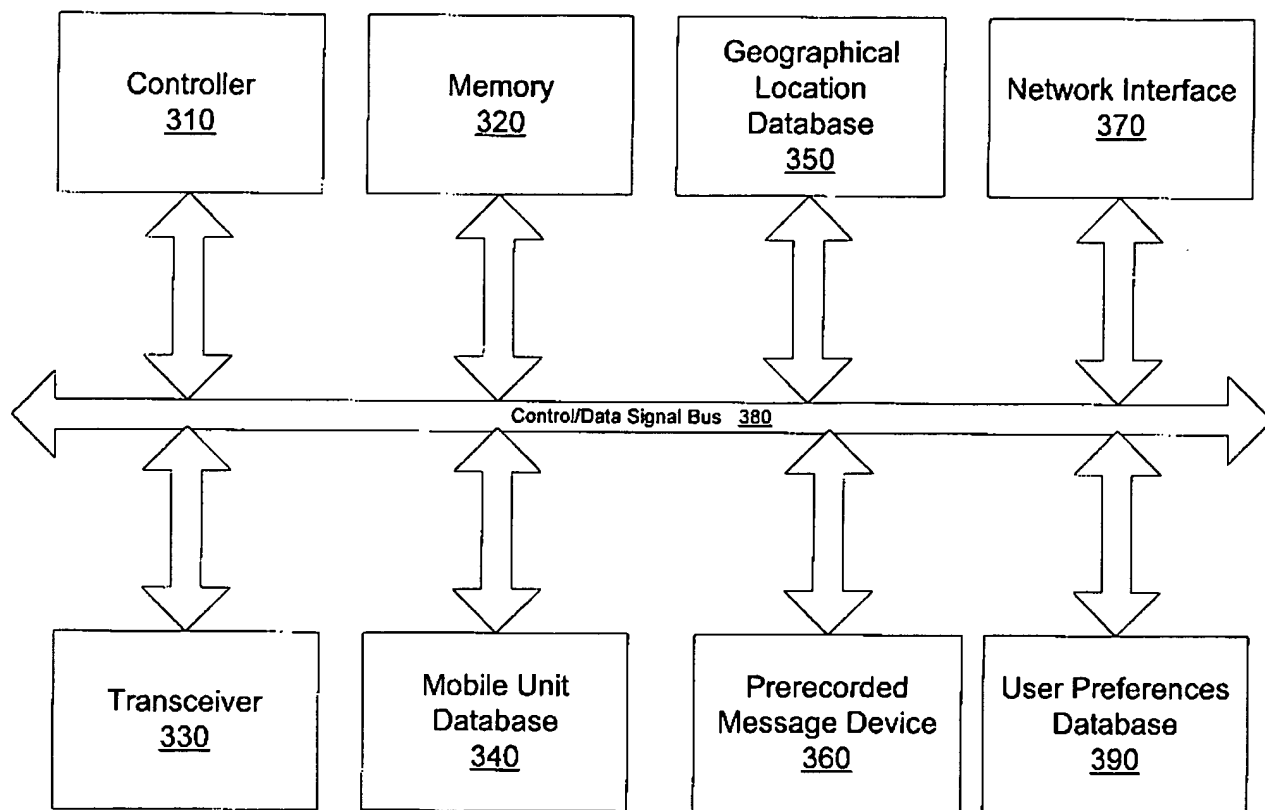 Controller
310
Memory
320
Geographical
Location
Database
350
Network Interface
370
Control/Data Signal Bus 380
Transceiver
330
Mobile Unit
Database
340
Prerecorded
Message Device
360
User Preferences
Database
390